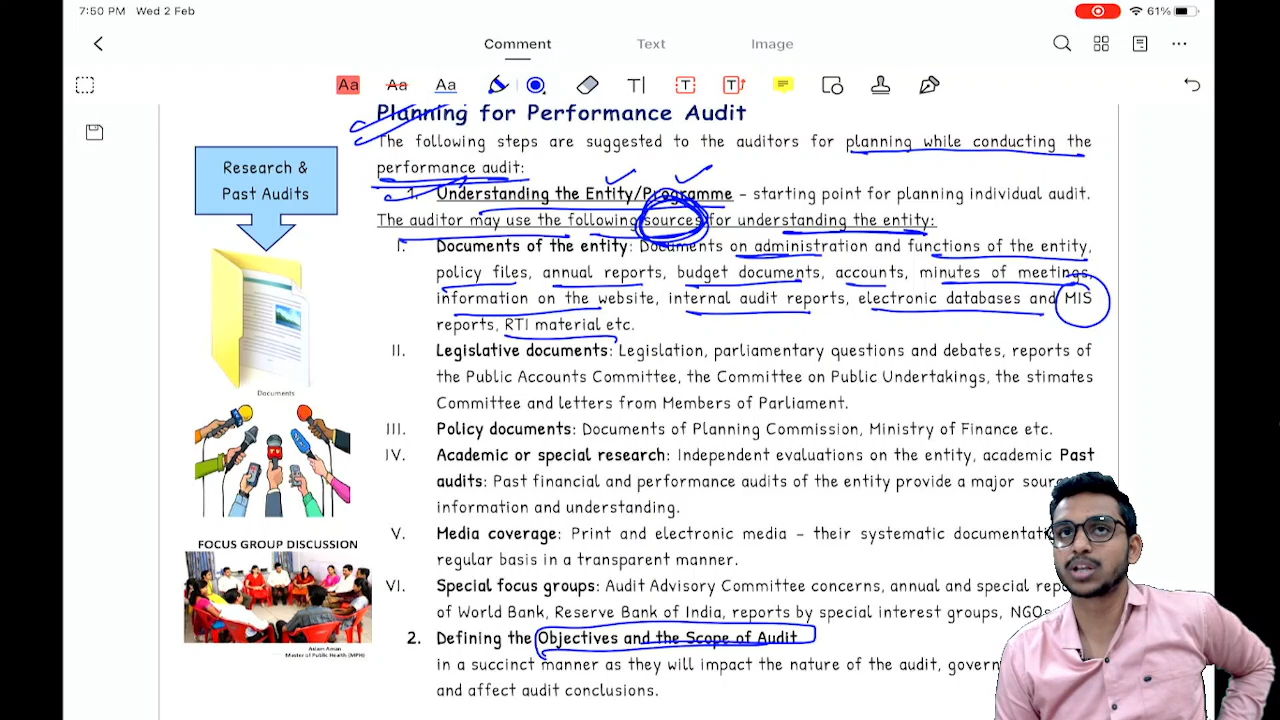 7:50 PM Wed 2 Feb
61%
Comment
Text
Image
Aa Aa Aa T T T
Planning for Performance Audit
The following steps are suggested to the auditors for planning while conducting the
performance audit:
Research &
Past Audits
1. Understanding the Entity/Programme – starting point for planning individual audit.
The auditor may use the following sources for understanding the entity:
I. Documents of the entity: Documents on administration and functions of the entity,
policy files, annual reports, budget documents, accounts, minutes of meetings,
information on the website, internal audit reports, electronic databases and MIS
reports, RTI material etc.
II. Legislative documents: Legislation, parliamentary questions and debates, reports of
the Public Accounts Committee, the Committee on Public Undertakings, the stimates
Committee and letters from Members of Parliament.
Documents
III. Policy documents: Documents of Planning Commission, Ministry of Finance etc.
IV. Academic or special research: Independent evaluations on the entity, academic Past
audits: Past financial and performance audits of the entity provide a major
information and understanding.
TV
V. Media coverage: Print and electronic media – their systematic
regular basis in a transparent manner.
FOCUS GROUP DISCUSSION
VI. Special focus groups: Audit Advisory Committee concerns, annual and special
of World Bank, Reserve Bank of India, reports by special interest groups, NGOs
Aslam Aman
Master of Public Health (MPH)
2. Defining the Objectives and the Scope of Audit
in a succinct manner as they will impact the nature of the audit,
and affect audit conclusions.